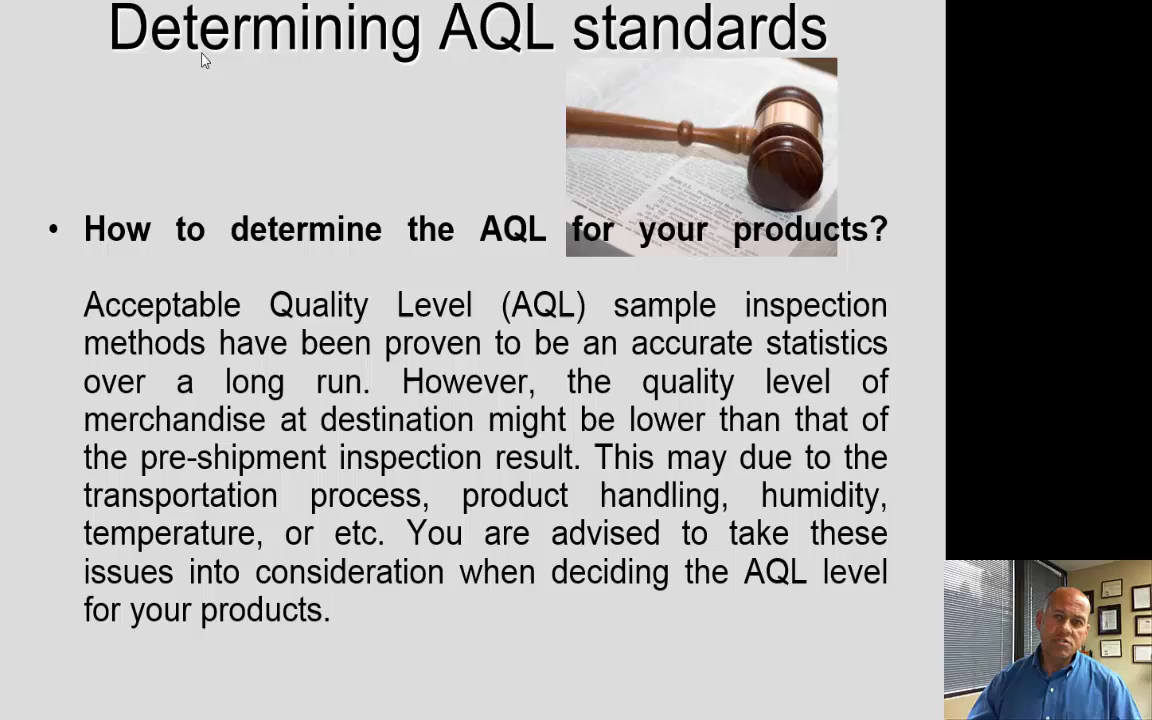 Determining AQL standards
• How to determine the AQL for your products?
Acceptable Quality Level (AQL) sample inspection
methods have been proven to be an accurate statistics
over a long run. However, the quality level of
merchandise at destination might be lower than that of
the pre-shipment inspection result. This may due to the
transportation process, product handling, humidity,
temperature, or etc. You are advised to take these
issues into consideration when deciding the AQL level
for your products.